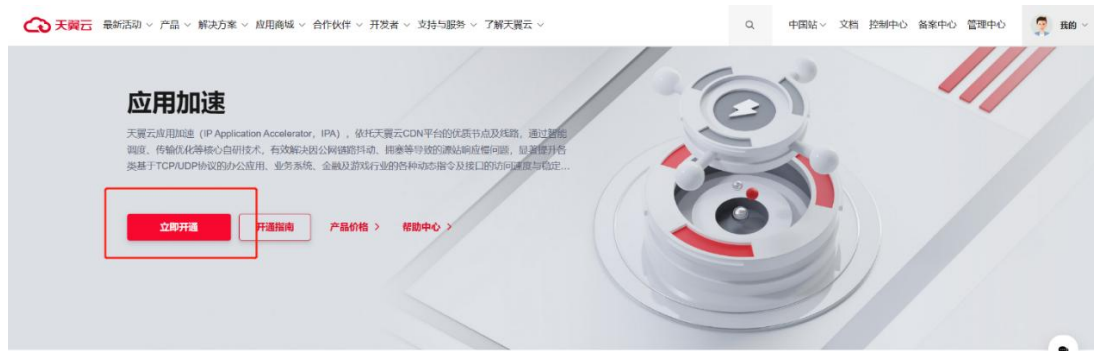 天翼云 最新活动 产品 解决方案 应用商城 合作伙伴 开发者 支持与服务 了解天翼云 中国站 文档 控制中心 备案中心 管理中心 我的
应用加速
天翼云应用加速（IP Application Accelerator，IPA），依托天翼云CDN平台的优质节点及线路，通过智能
调度、传输优化等核心自研技术，有效解决因公网链路抖动、拥塞等导致的源站响应慢问题，显著提升各
类基于TCP/UDP协议的办公应用、业务系统、金融及游戏行业的各种动态指令及接口的访问速度与稳定...
立即开通 开通指南 产品价格 > 帮助中心 >